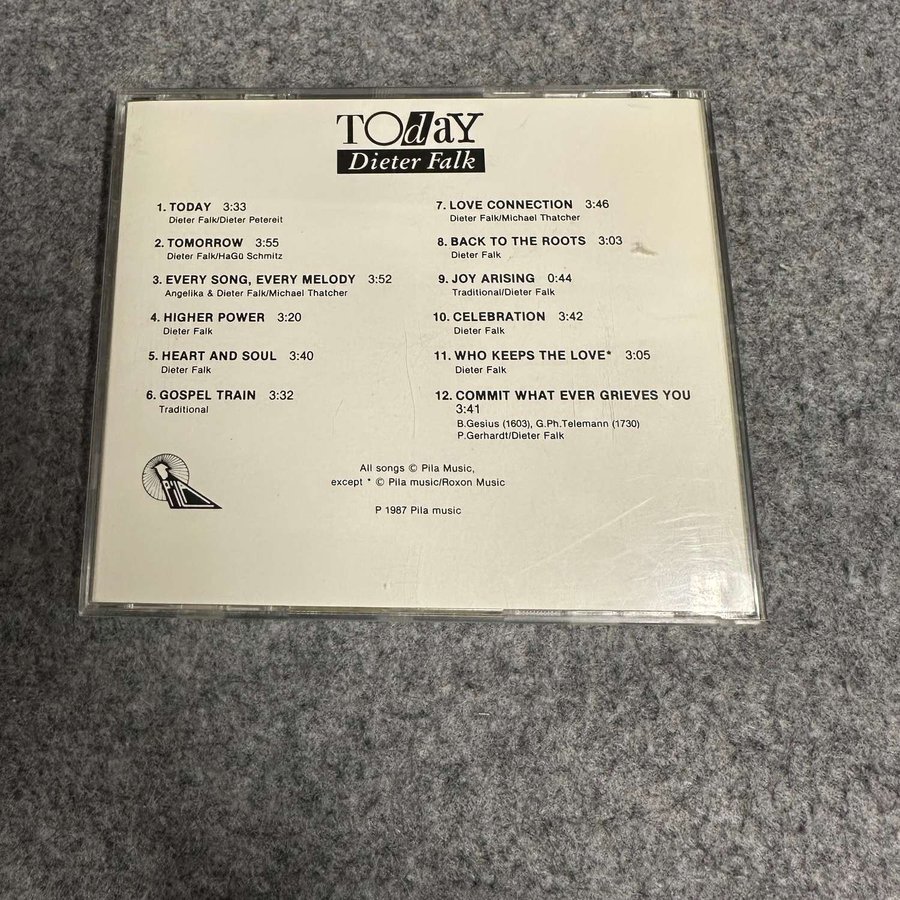 TOdaY
Dieter Falk
1. TODAY 3:33
Dieter Falk/Dieter Petereit
2. TOMORROW 3:55
Dieter Falk/HaGü Schmitz
3. EVERY SONG, EVERY MELODY 3:52
Angelika & Dieter Falk/Michael Thatcher
4. HIGHER POWER 3:20
Dieter Falk
5. HEART AND SOUL 3:40
Dieter Falk
6. GOSPEL TRAIN 3:32
Traditional
7. LOVE CONNECTION 3:46
Dieter Falk/Michael Thatcher
8. BACK TO THE ROOTS 3:03
Dieter Falk
9. JOY ARISING 0:44
Traditional/Dieter Falk
10. CELEBRATION 3:42
Dieter Falk
11. WHO KEEPS THE LOVE* 3:05
Dieter Falk
12. COMMIT WHAT EVER GRIEVES YOU
3:41
B.Gesius (1603), G.Ph.Telemann (1730)
P.Gerhardt/Dieter Falk
PILA
All songs © Pila Music,
except * © Pila music/Roxon Music
P 1987 Pila music